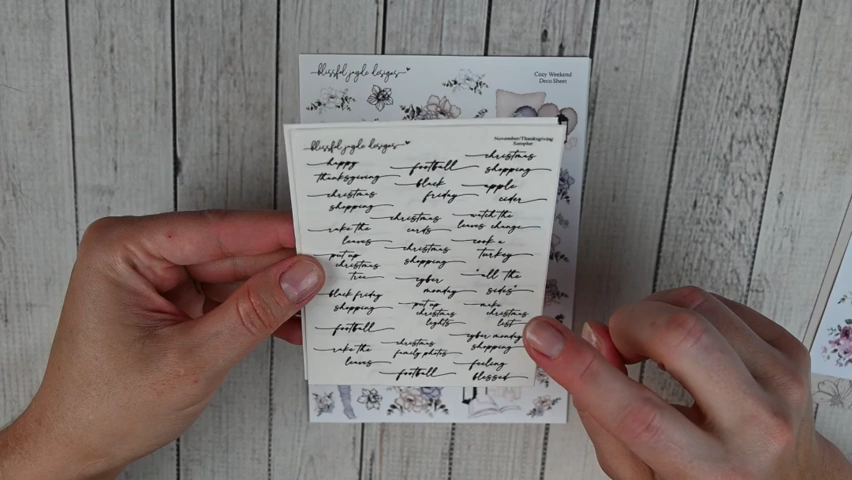 blissful jayde designs
Cozy Weekend
Deco Sheet
blissful jayde designs
November/Thanksgiving
Sampler
happy
thanksgiving
football
christmas
shopping
christmas
shopping
black
friday
apple
cider
rake the
leaves
christmas
cards
watch the
leaves change
put up
christmas
tree
christmas
shopping
cook a
turkey
black friday
shopping
cyber
monday
"all the
sides"
football
put up
christmas
lights
make
christmas
list
rake the
leaves
christmas
family photos
cyber monday
shopping
football
feeling
blessed